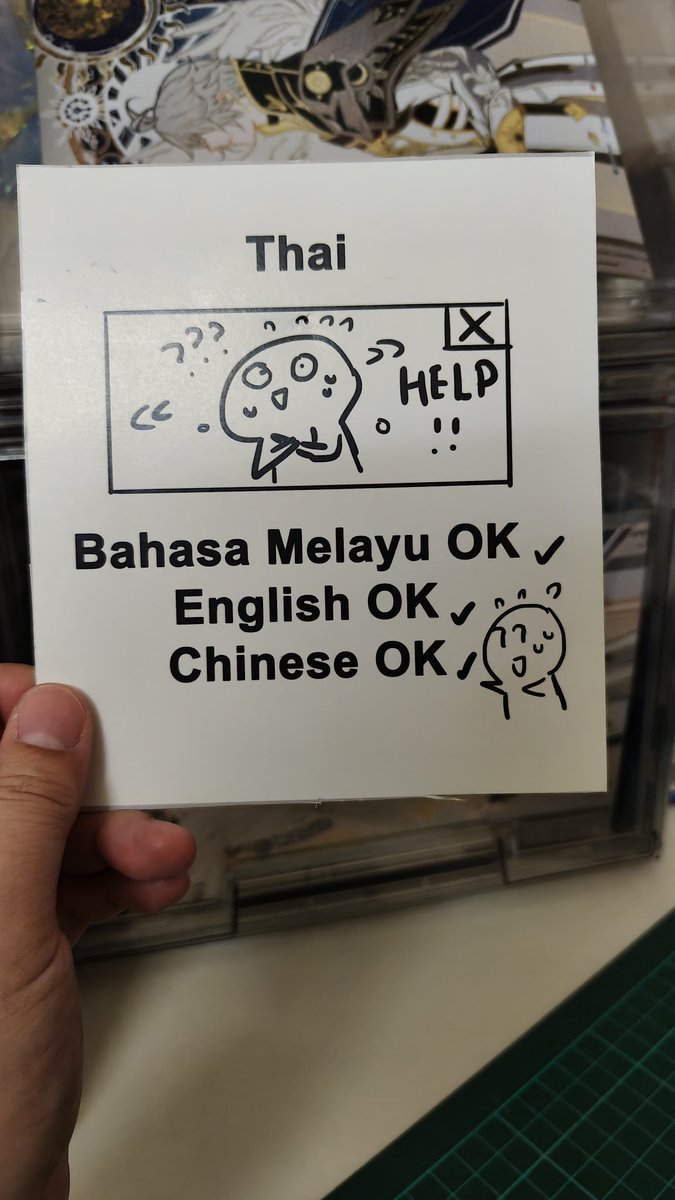 Thai
???
X
HELP
!!
Bahasa Melayu OK ✓
English OK ✓
Chinese OK ✓